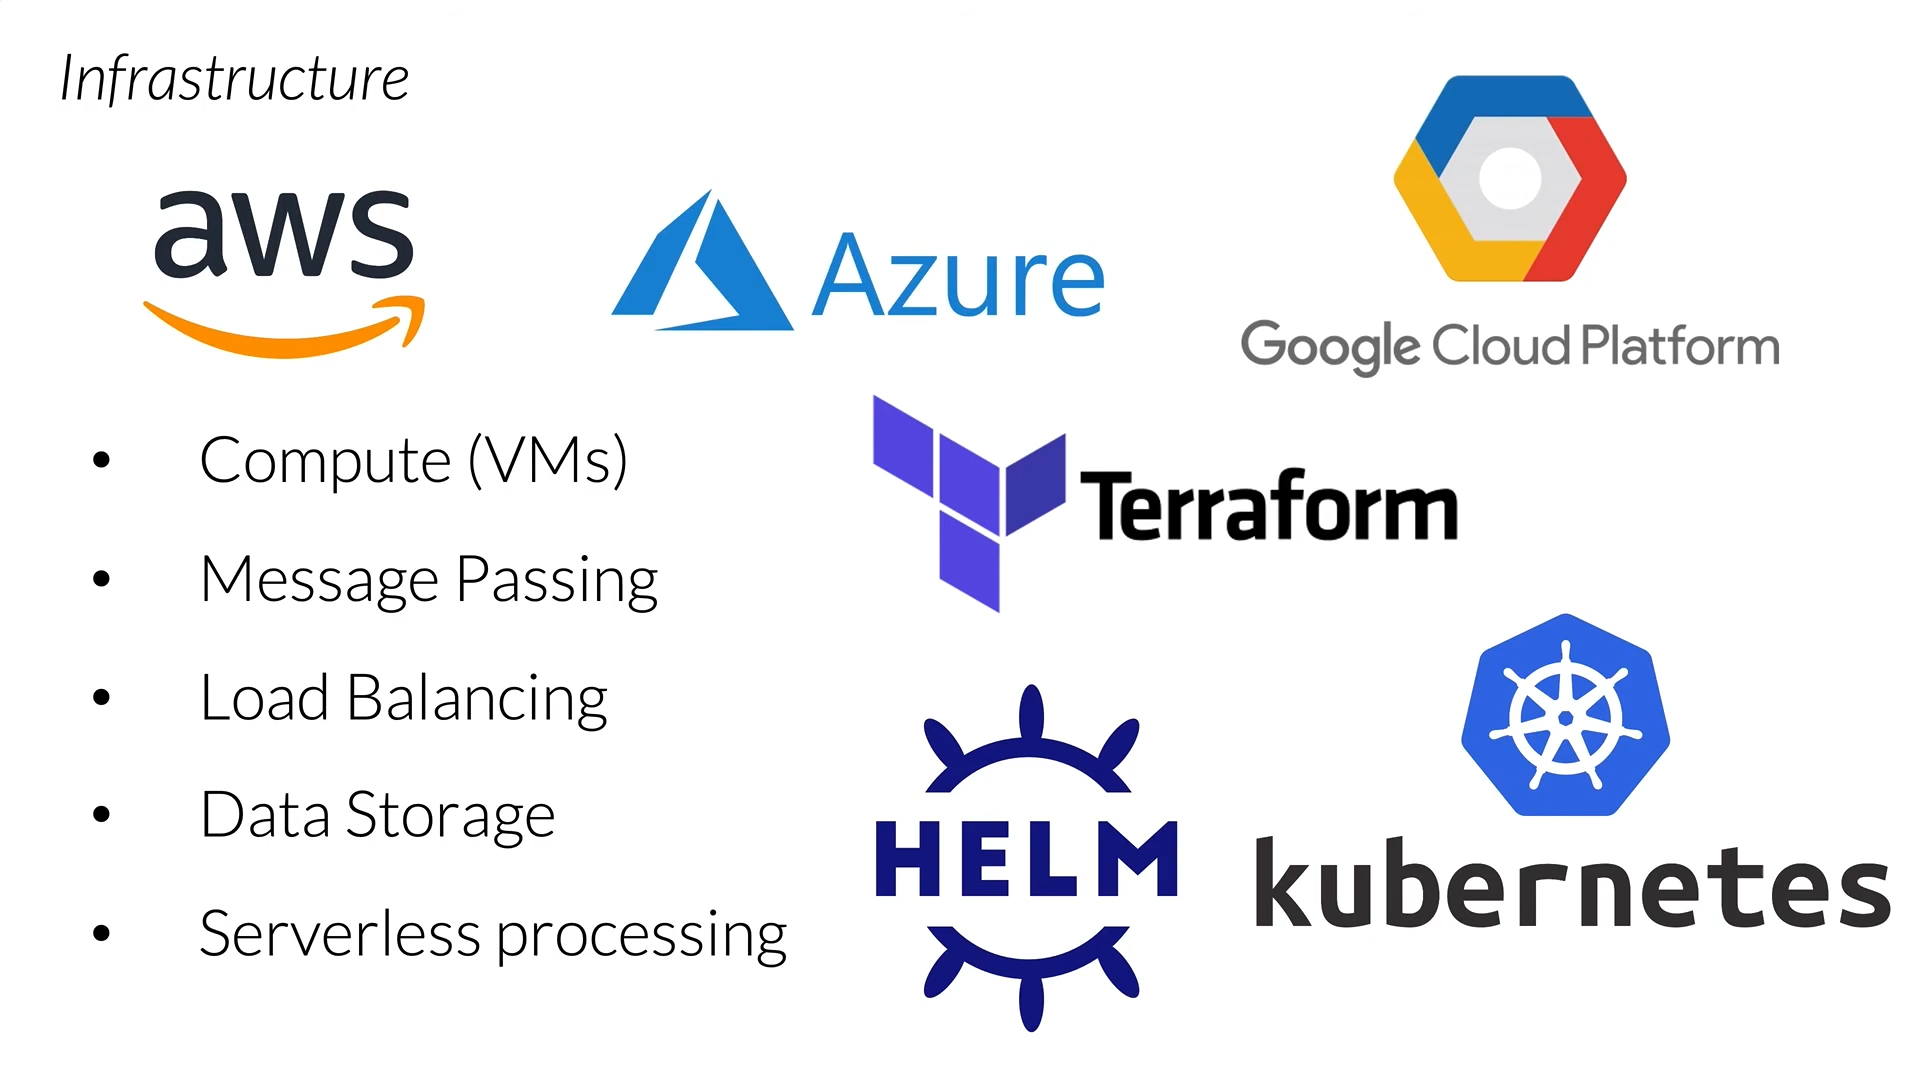 Infrastructure
aws
Azure
Google Cloud Platform
Compute (VMs)
Message Passing
Load Balancing
Data Storage
Serverless processing
Terraform
HELM
kubernetes